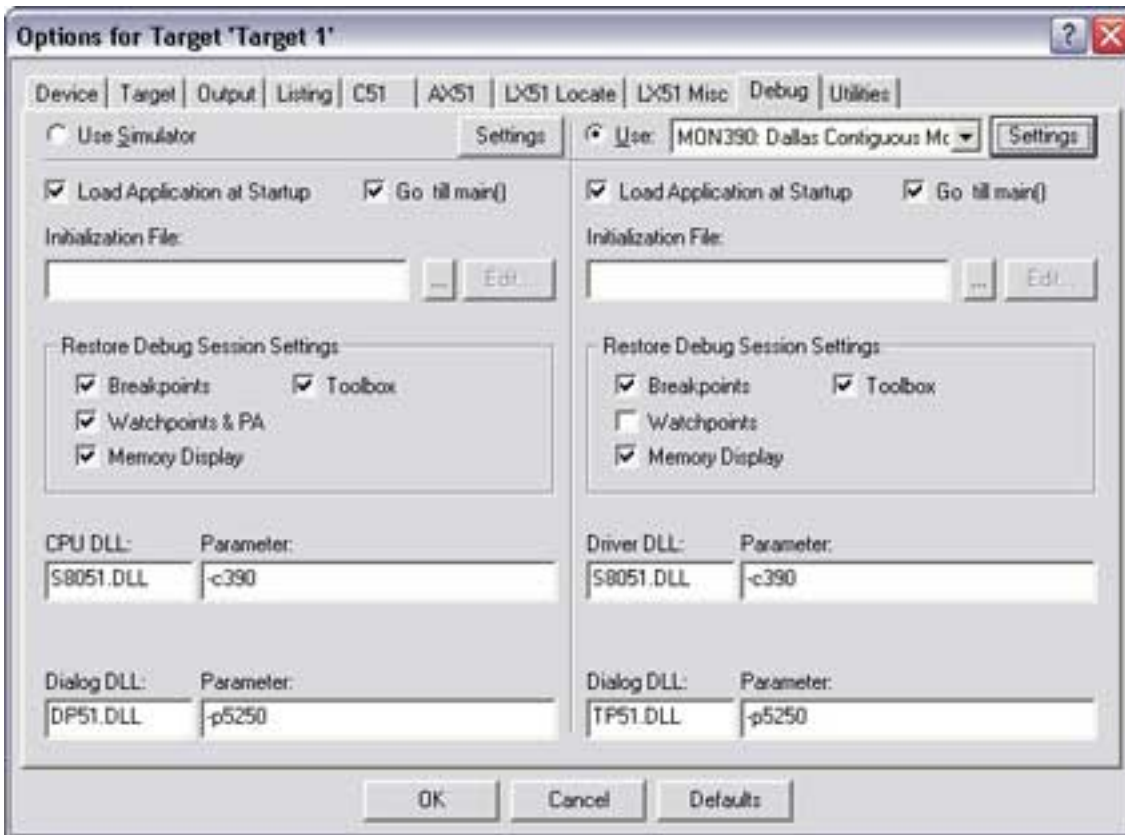 Options for Target 'Target 1'
Device Target Output Listing C51 AX51 LX51 Locate LX51 Misc Debug Utilities
Use Simulator Settings
Use: MON390: Dallas Contiguous Mc Settings
Load Application at Startup Go till main()
Load Application at Startup Go till main()
Initialization File:
Initialization File:
... Edit...
... Edit...
Restore Debug Session Settings
Breakpoints Toolbox
Watchpoints & PA
Memory Display
Restore Debug Session Settings
Breakpoints Toolbox
Watchpoints
Memory Display
CPU DLL: Parameter:
S8051.DLL -c390
Driver DLL: Parameter:
S8051.DLL -c390
Dialog DLL: Parameter:
DP51.DLL -p5250
Dialog DLL: Parameter:
TP51.DLL -p5250
OK Cancel Defaults